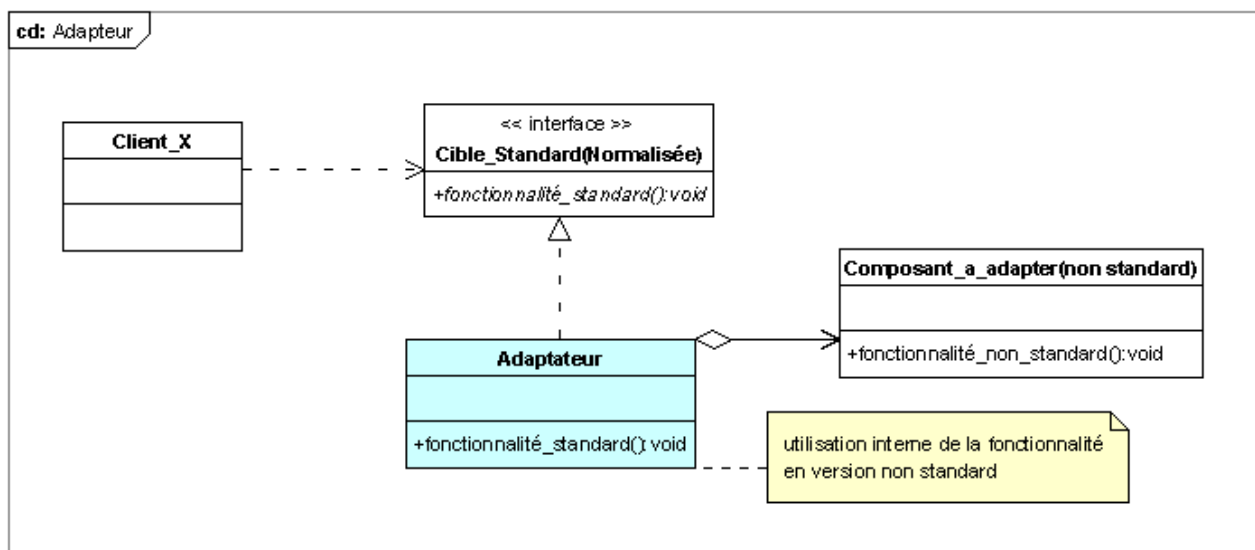 cd: Adapteur
Client_X
<< interface >>
Cible_Standard(Normalisée)
+fonctionnalité_standard():void
Composant_a_adapter(non standard)
+fonctionnalité_non_standard():void
Adaptateur
+fonctionnalité_standard():void
utilisation interne de la fonctionnalité
en version non standard